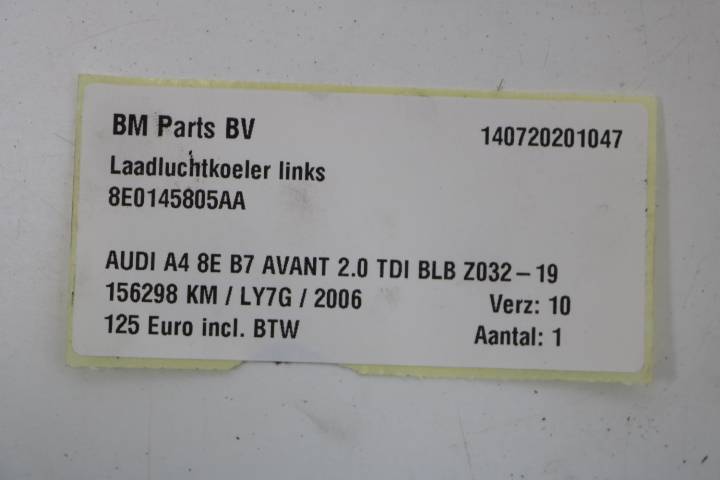 BM Parts BV 140720201047
Laadluchtkoeler links
8E0145805AA
AUDI A4 8E B7 AVANT 2.0 TDI BLB Z032-19
156298 KM / LY7G / 2006 Verz: 10
125 Euro incl. BTW Aantal: 1